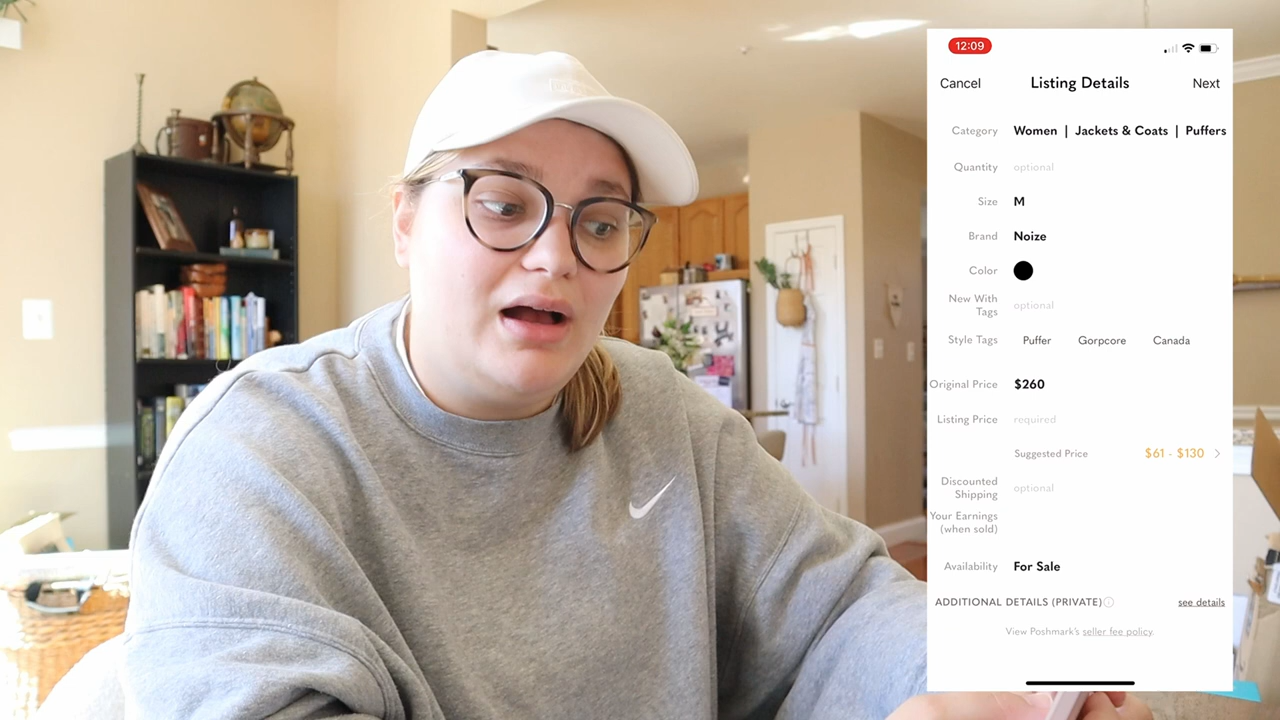 12:09
Cancel Listing Details Next
Category Women | Jackets & Coats | Puffers
Quantity optional
Size M
Brand Noize
Color
New With
Tags optional
Style Tags Puffer Gorpcore Canada
Original Price $260
Listing Price required
Suggested Price $61 - $130
Discounted
Shipping optional
Your Earnings
(when sold)
Availability For Sale
ADDITIONAL DETAILS (PRIVATE) see details
View Poshmark's seller fee policy.